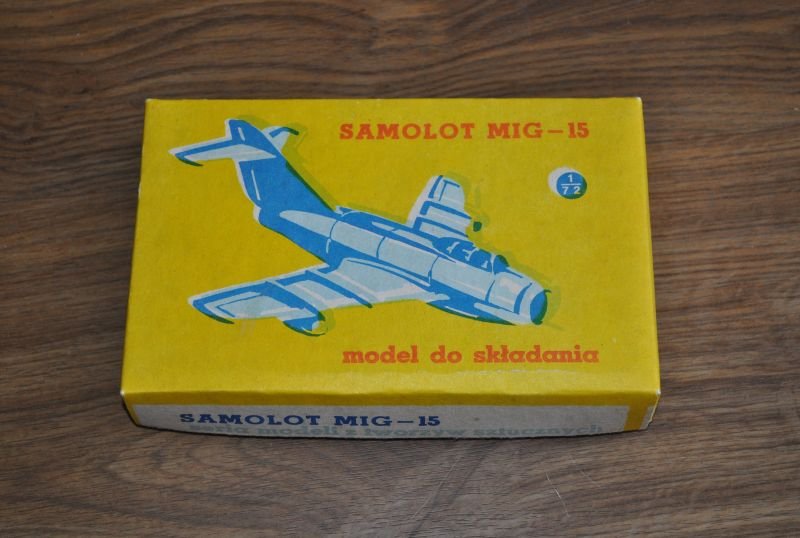 SAMOLOT MIG-15
1
72
model do składania
SAMOLOT MIG-15
seria modeli z tworzyw sztucznych